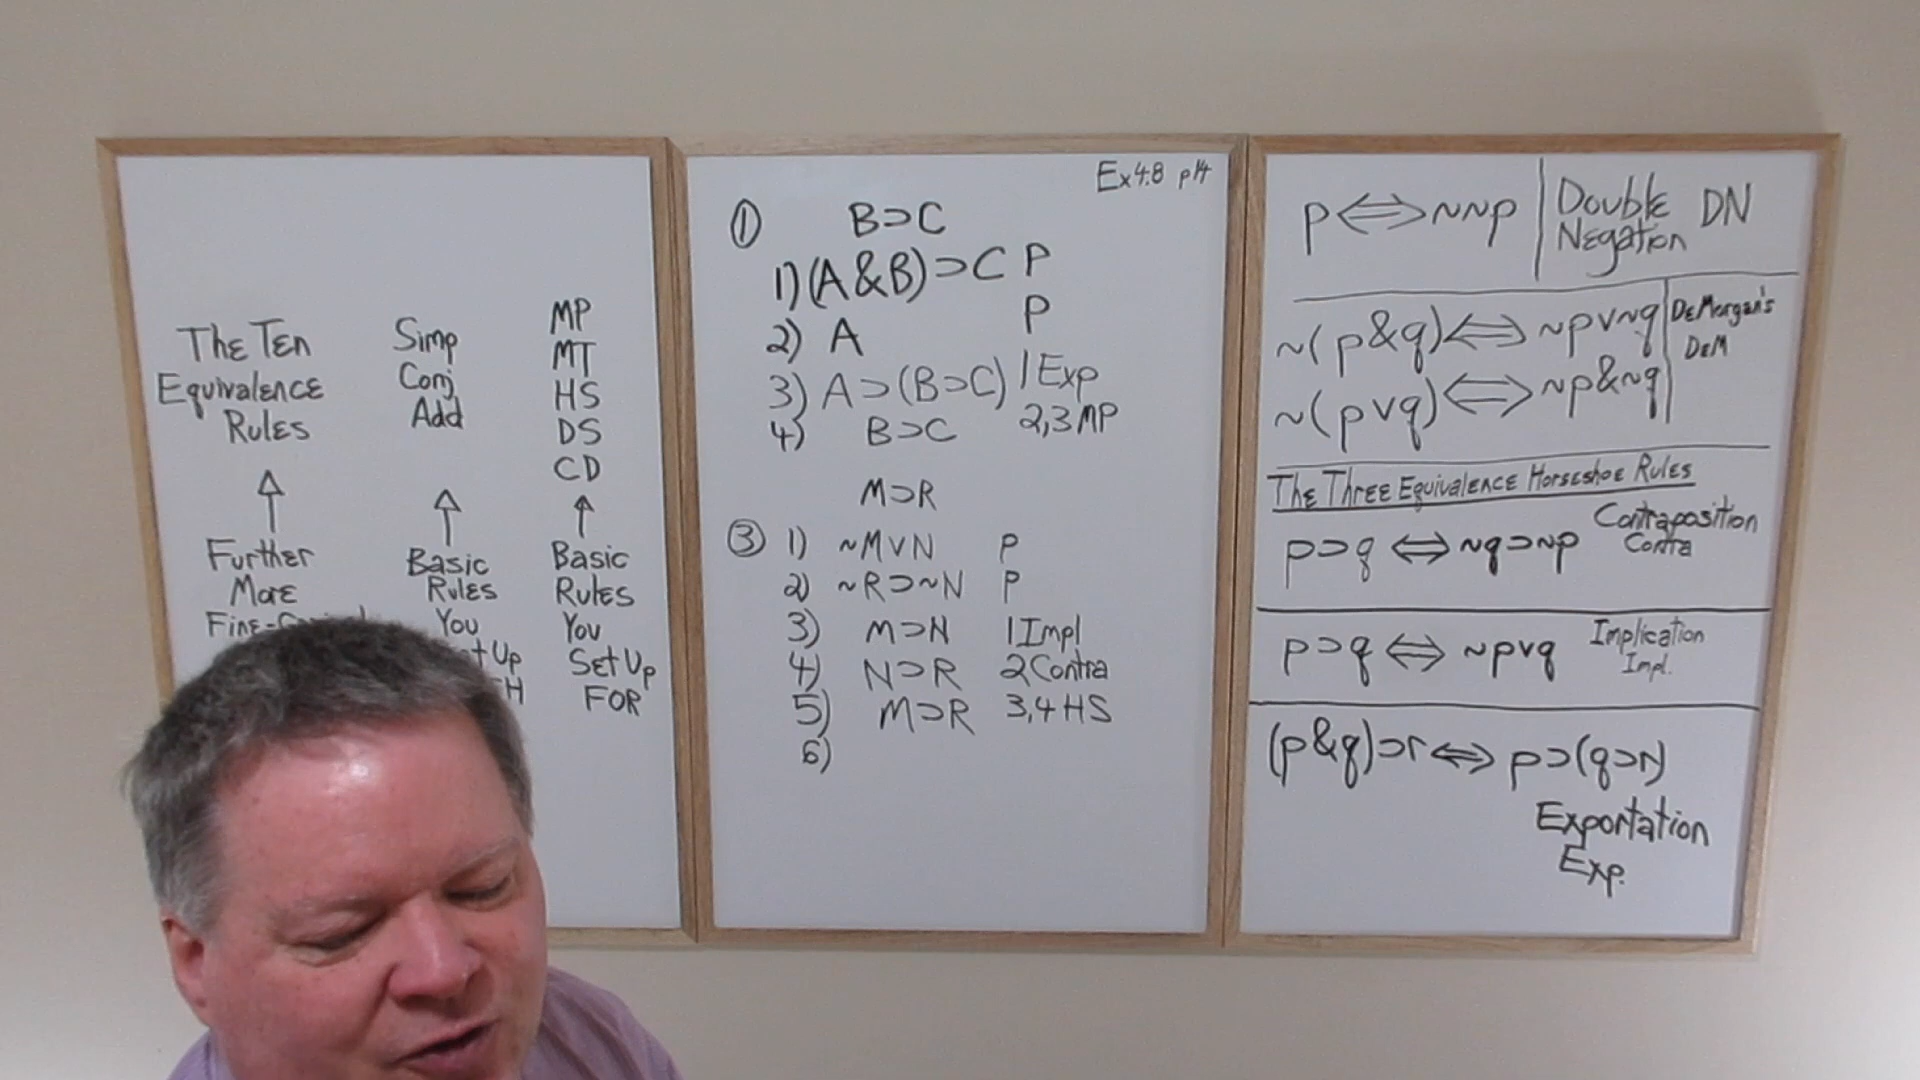 The Ten
Equivalence
Rules
Further
More
Simp
Conj
Add
Basic
Rules
You
Up
MP
MT
HS
DS
CD
Basic
Rules
You
Set Up
FOR
Ex 4.8 p14
① B⊃C
1) (A&B)⊃C P
2) A P
3) A⊃(B⊃C) 1 Exp
4) B⊃C 2,3 MP
M⊃R
③ 1) ~M∨N P
2) ~R⊃~N P
3) M⊃N 1 Impl
4) N⊃R 2 Contra
5) M⊃R 3,4 HS
6)
p⟺~~p Double DN
Negation
~(p&q)⟺~p∨~q DeMorgan's
DeM
~(p∨q)⟺~p&~q
The Three Equivalence Horseshoe Rules
Contraposition
p⊃q⟺~q⊃~p Contra
p⊃q⟺~p∨q Implication
Impl.
(p&q)⊃r⟺p⊃(q⊃r)
Exportation
Exp.